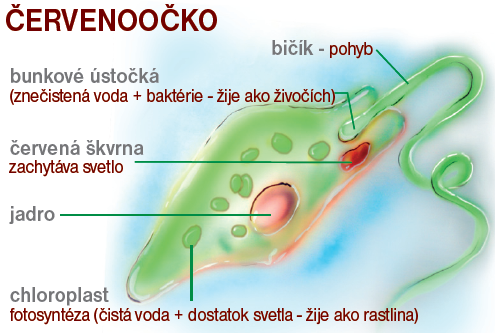 ČERVENOOČKO
bičík - pohyb
bunkové ústočká
(znečistená voda + baktérie - žije ako živočích)
červená škvrna
zachytáva svetlo
jadro
chloroplast
fotosyntéza (čistá voda + dostatok svetla - žije ako rastlina)